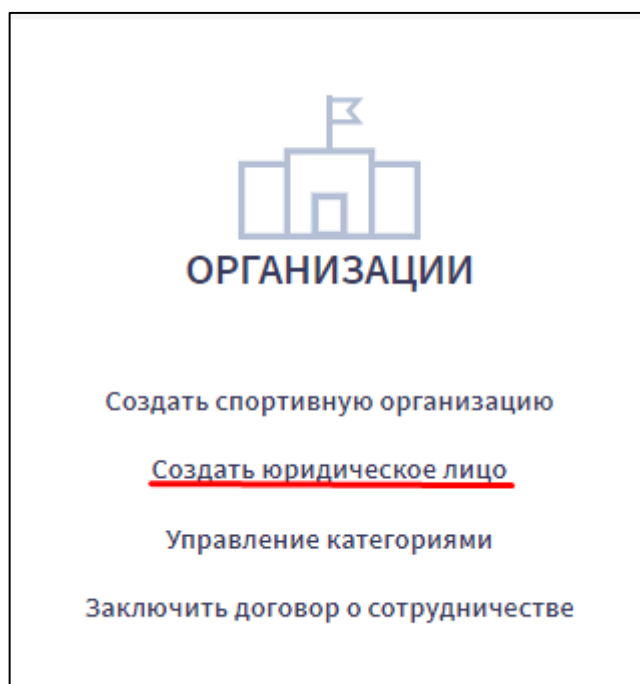 ОРГАНИЗАЦИИ
Создать спортивную организацию
Создать юридическое лицо
Управление категориями
Заключить договор о сотрудничестве